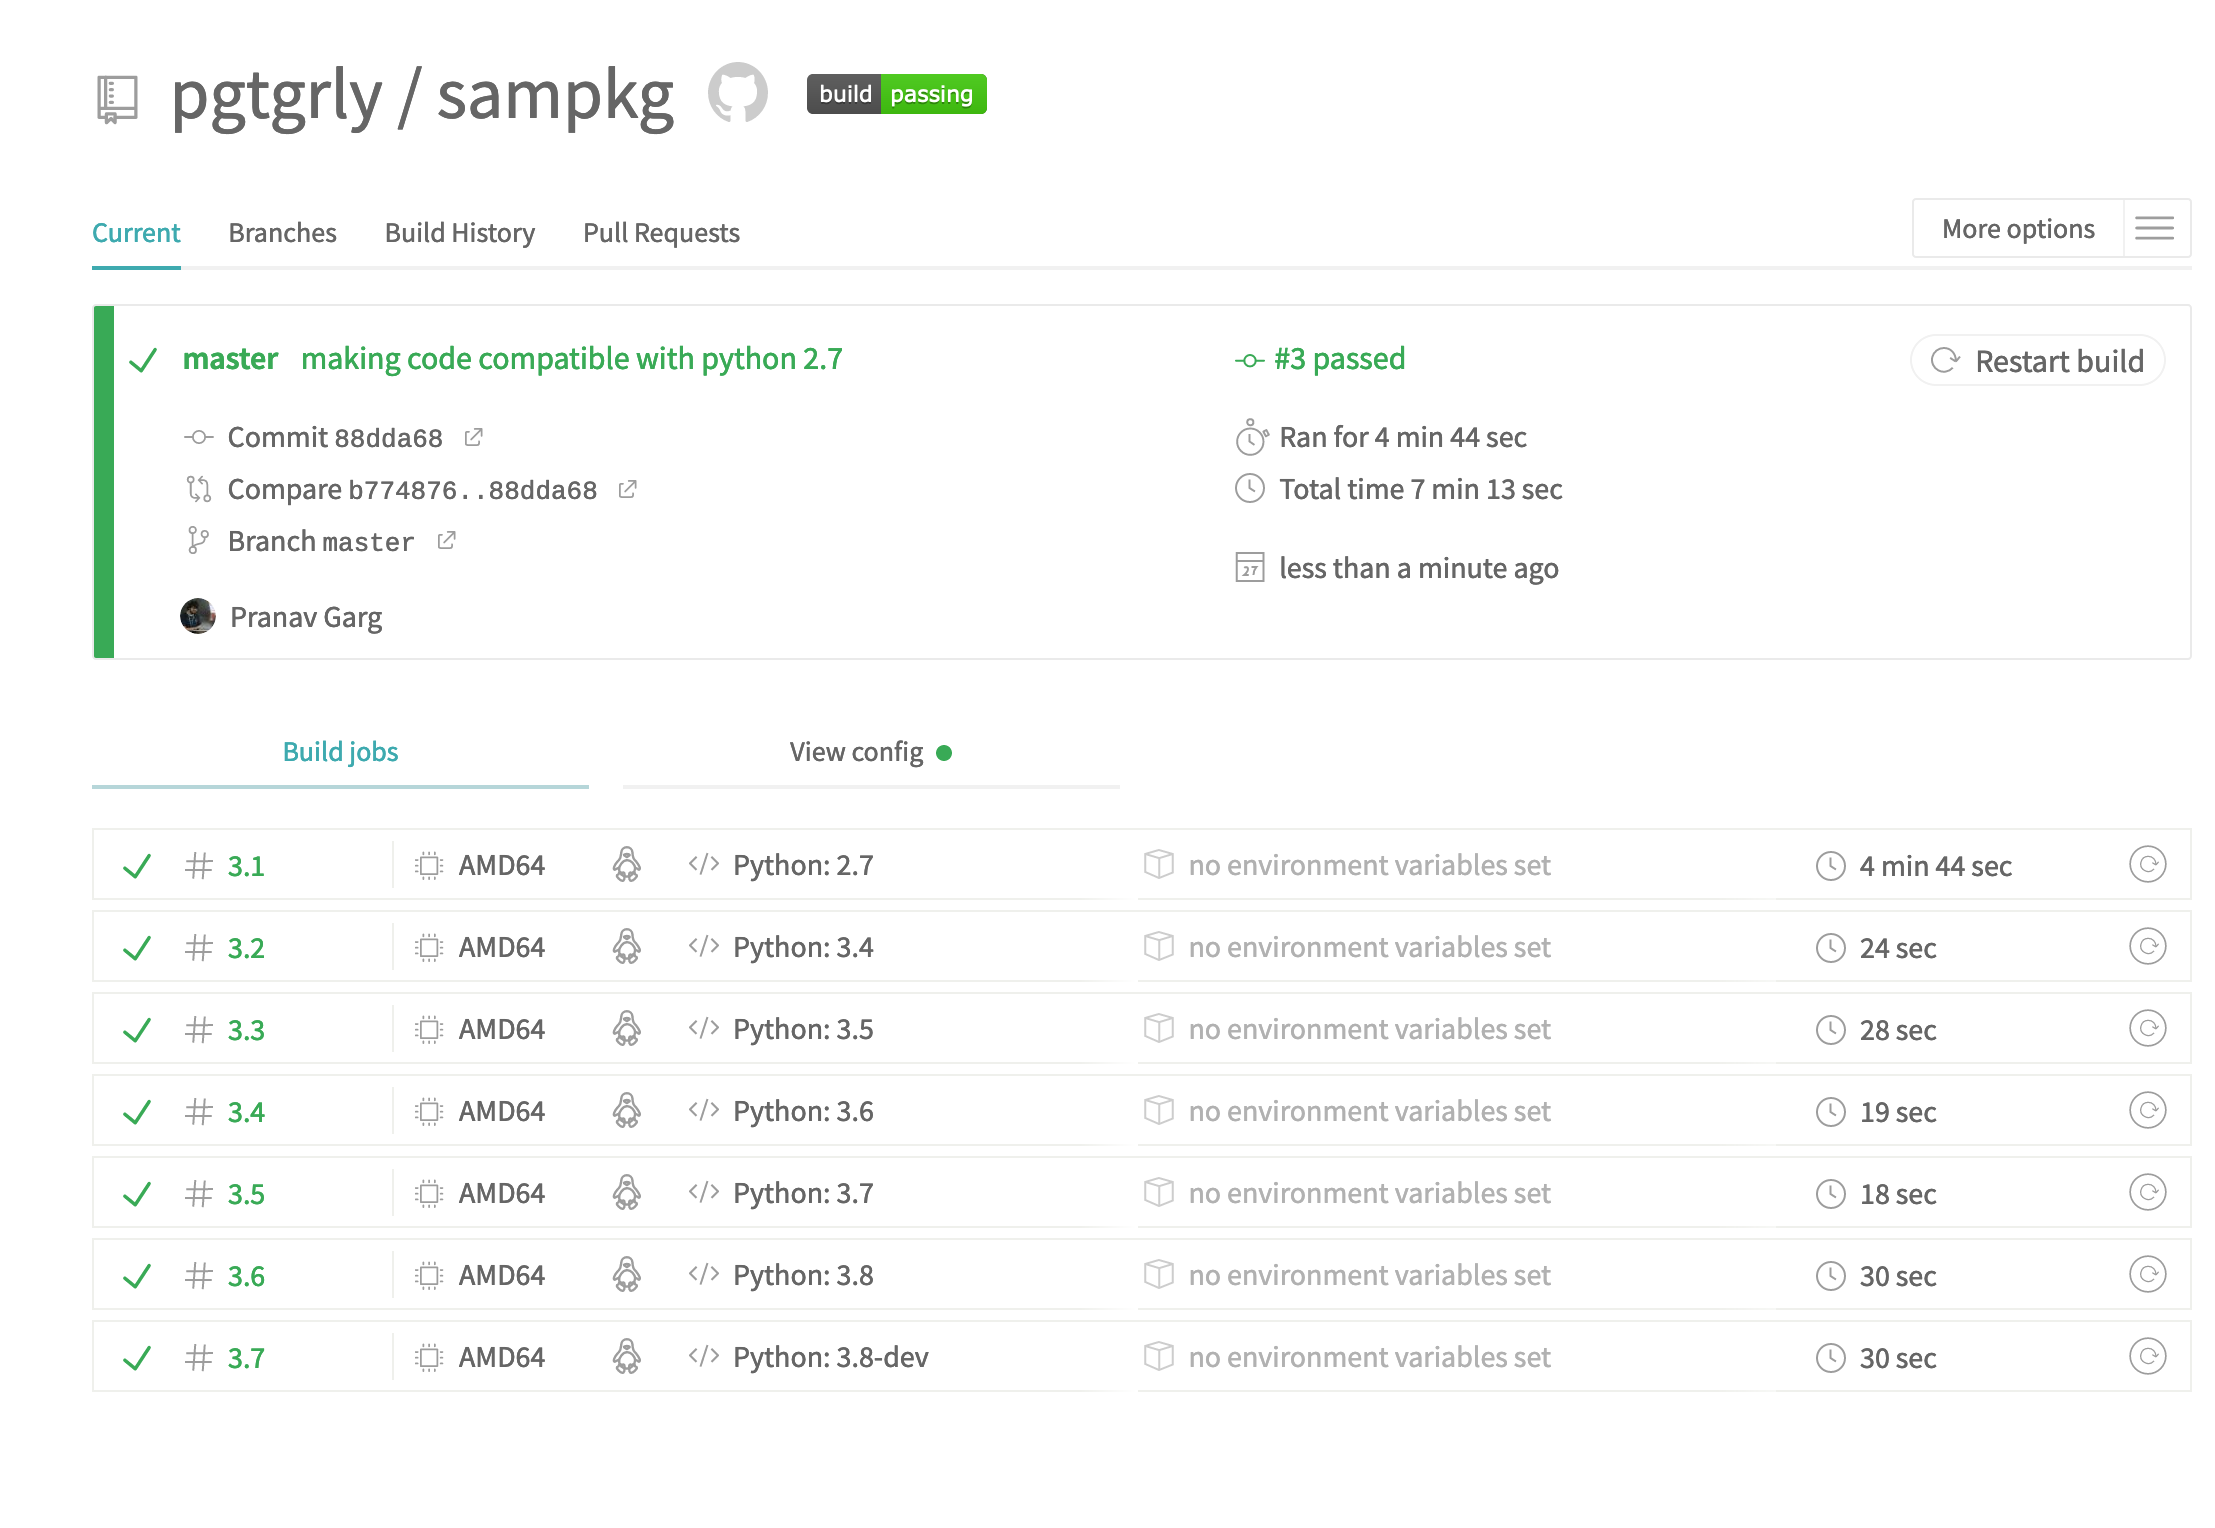 pgtgrly / sampkg build passing
Current Branches Build History Pull Requests More options
master making code compatible with python 2.7
Commit 88dda68
Compare b774876..88dda68
Branch master
Pranav Garg
#3 passed
Ran for 4 min 44 sec
Total time 7 min 13 sec
27 less than a minute ago
Restart build
Build jobs View config
# 3.1 AMD64 </> Python: 2.7 no environment variables set 4 min 44 sec
# 3.2 AMD64 </> Python: 3.4 no environment variables set 24 sec
# 3.3 AMD64 </> Python: 3.5 no environment variables set 28 sec
# 3.4 AMD64 </> Python: 3.6 no environment variables set 19 sec
# 3.5 AMD64 </> Python: 3.7 no environment variables set 18 sec
# 3.6 AMD64 </> Python: 3.8 no environment variables set 30 sec
# 3.7 AMD64 </> Python: 3.8-dev no environment variables set 30 sec